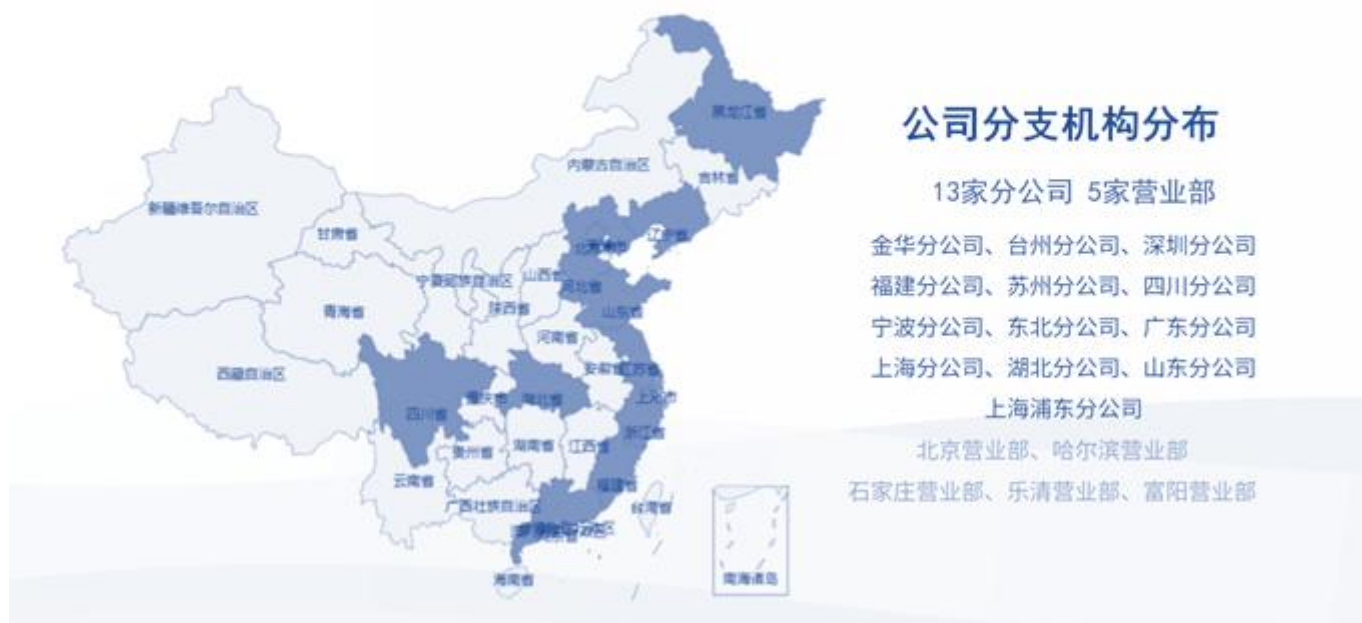 黑龙江省
内蒙古自治区
吉林省
新疆维吾尔自治区
甘肃省
辽宁省
宁夏回族自治区
山西省
河北省
青海省
陕西省
山东省
河南省
西藏自治区
安徽省
江苏省
重庆市
湖北省
上海市
四川省
浙江省
贵州省
湖南省
江西省
云南省
福建省
广西壮族自治区
台湾省
海南省
南海诸岛
公司分支机构分布
13家分公司 5家营业部
金华分公司、台州分公司、深圳分公司
福建分公司、苏州分公司、四川分公司
宁波分公司、东北分公司、广东分公司
上海分公司、湖北分公司、山东分公司
上海浦东分公司
北京营业部、哈尔滨营业部
石家庄营业部、乐清营业部、富阳营业部